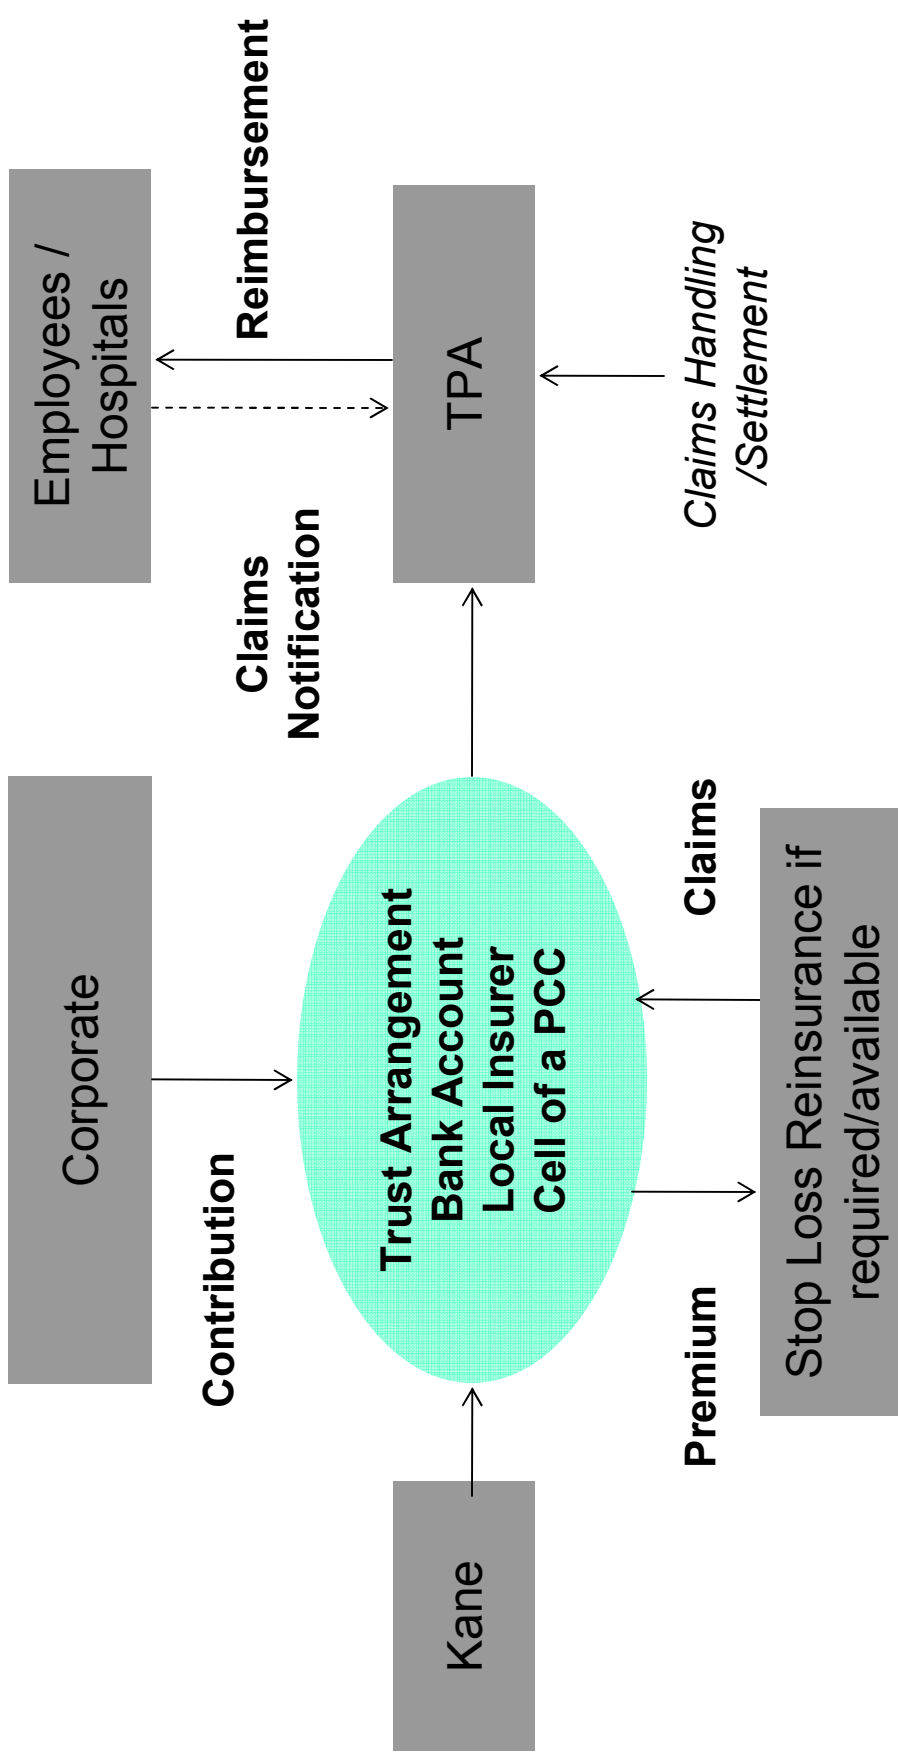 Corporate
Employees /
Hospitals
Contribution
Claims
Notification
Reimbursement
Kane
Trust Arrangement
Bank Account
Local Insurer
Cell of a PCC
TPA
Premium
Claims
Claims Handling
/Settlement
Stop Loss Reinsurance if
required/available